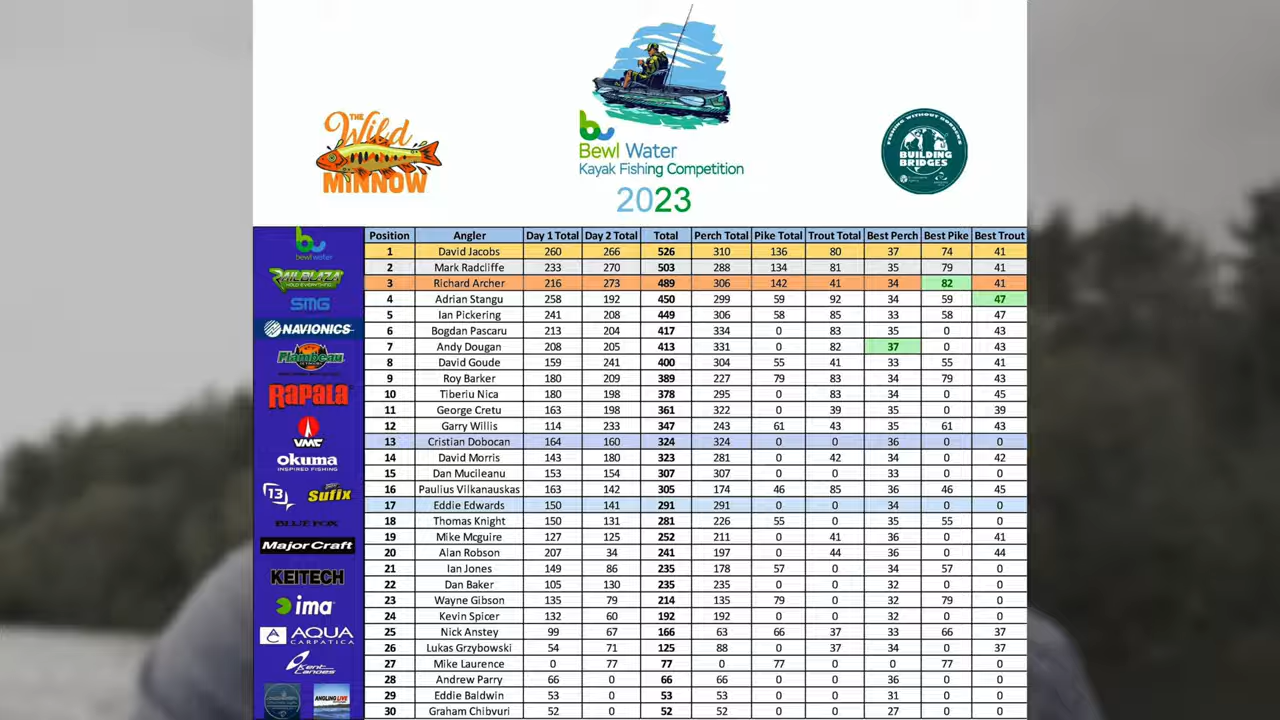 THE
Wild
MINNOW
Bewl Water
Kayak Fishing Competition
2023
FISHING WITHOUT BORDERS
BUILDING
BRIDGES
bewl water
RAILBLAZA
HOLD EVERYTHING
SMG
NAVIONICS
Plambeau
RAPALA
VMC
okuma
INSPIRED FISHING
13
Sufix
BLUE FOX
MAJOR CRAFT
KEITECH
ima
AQUA
CARPATICA
Kent Canoes
ANGLING LIVE
Position Angler Day 1 Total Day 2 Total Total Perch Total Pike Total Trout Total Best Perch Best Pike Best Trout
1 David Jacobs 260 266 526 310 136 80 37 74 41
2 Mark Radcliffe 233 270 503 288 134 81 35 79 41
3 Richard Archer 216 273 489 306 142 41 34 82 41
4 Adrian Stangu 258 192 450 299 59 92 34 59 47
5 Ian Pickering 241 208 449 306 58 85 33 58 47
6 Bogdan Pascaru 213 204 417 334 0 83 35 0 43
7 Andy Dougan 208 205 413 331 0 82 37 0 43
8 David Goude 159 241 400 304 55 41 33 55 41
9 Roy Barker 180 209 389 227 79 83 34 79 43
10 Tiberiu Nica 180 198 378 295 0 83 34 0 45
11 George Cretu 163 198 361 322 0 39 35 0 39
12 Garry Willis 114 233 347 243 61 43 35 61 43
13 Cristian Dobocan 164 160 324 324 0 0 36 0 0
14 David Morris 143 180 323 281 0 42 34 0 42
15 Dan Mucileanu 153 154 307 307 0 0 33 0 0
16 Paulius Vilkanauskas 163 142 305 174 46 85 36 46 45
17 Eddie Edwards 150 141 291 291 0 0 34 0 0
18 Thomas Knight 150 131 281 226 55 0 35 55 0
19 Mike Mcguire 127 125 252 211 0 41 36 0 41
20 Alan Robson 207 34 241 197 0 44 36 0 44
21 Ian Jones 149 86 235 178 57 0 34 57 0
22 Dan Baker 105 130 235 235 0 0 32 0 0
23 Wayne Gibson 135 79 214 135 79 0 32 79 0
24 Kevin Spicer 132 60 192 192 0 0 32 0 0
25 Nick Anstey 99 67 166 63 66 37 33 66 37
26 Lukas Grzybowski 54 71 125 88 0 37 34 0 37
27 Mike Laurence 0 77 77 0 77 0 0 77 0
28 Andrew Parry 66 0 66 66 0 0 36 0 0
29 Eddie Baldwin 53 0 53 53 0 0 31 0 0
30 Graham Chibvuri 52 0 52 52 0 0 27 0 0